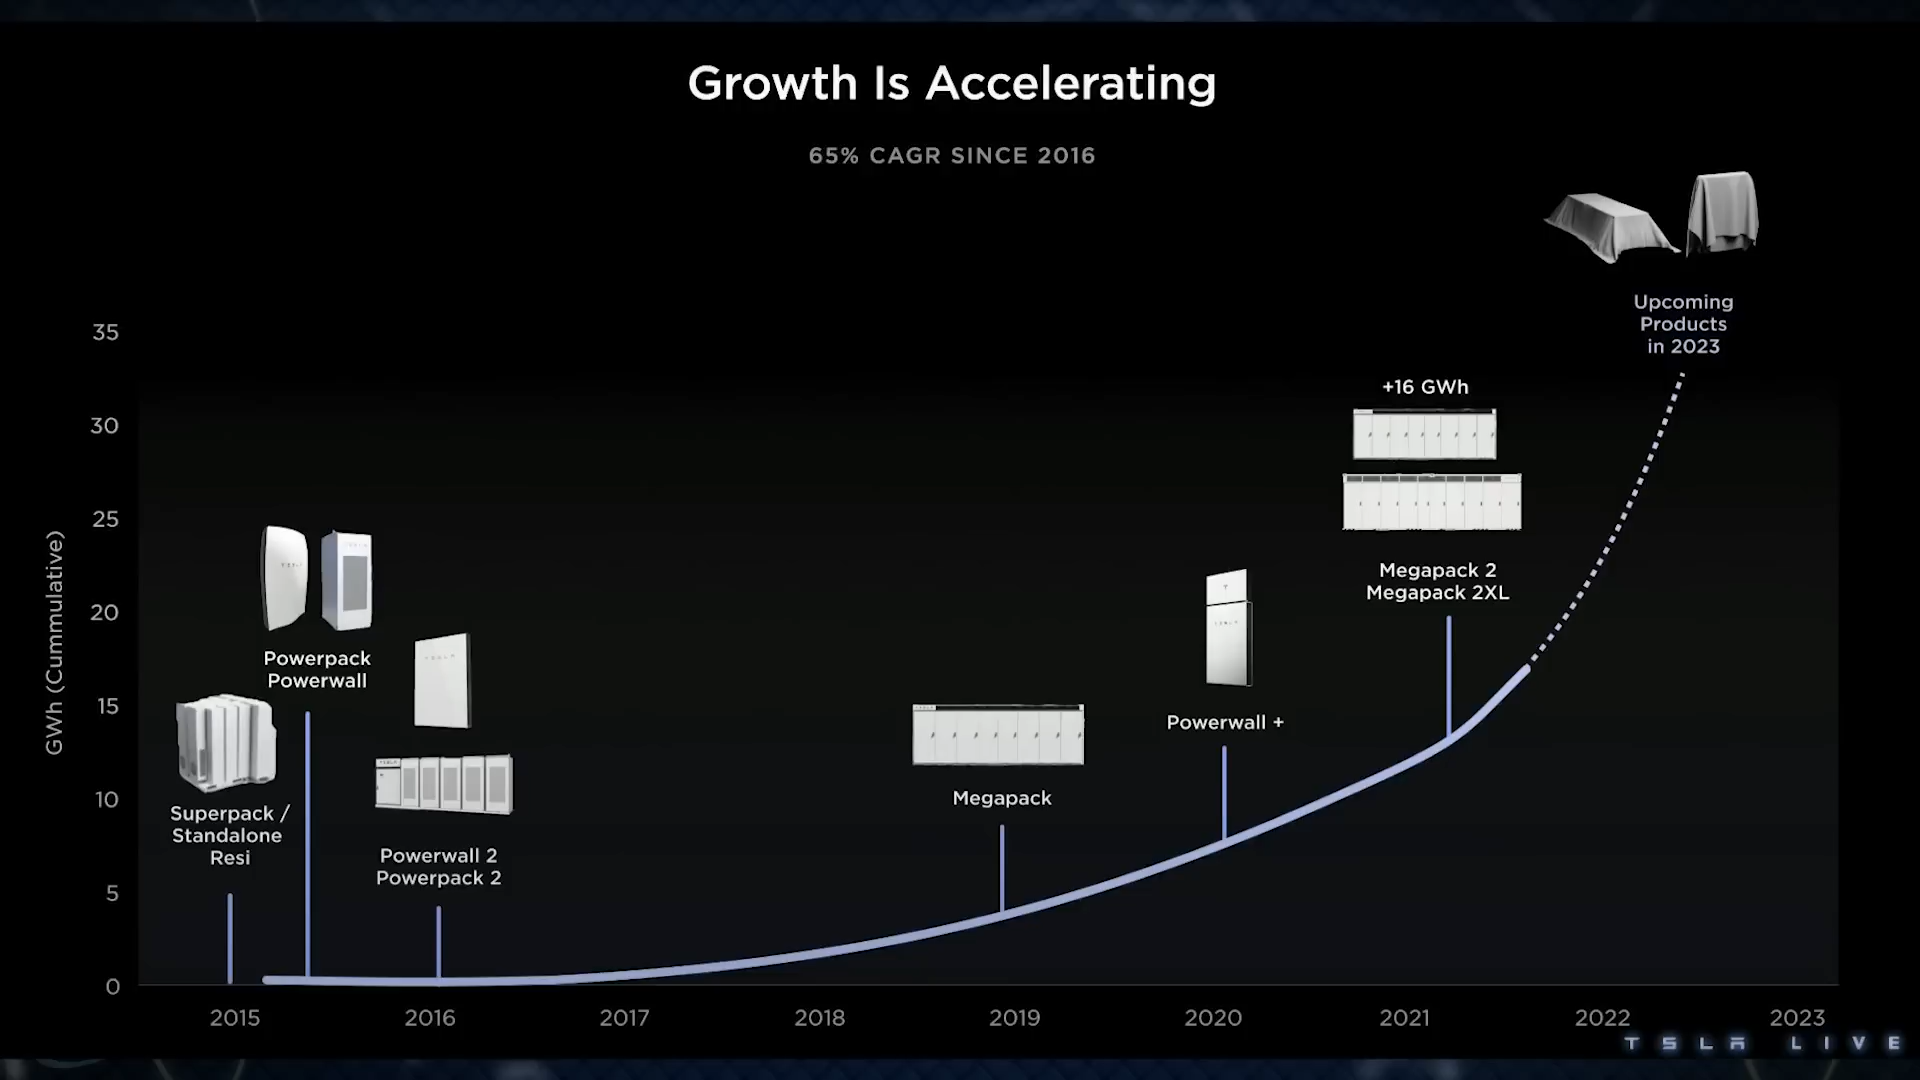 Growth Is Accelerating
65% CAGR SINCE 2016
Upcoming
Products
in 2023
+16 GWh
Megapack 2
Megapack 2XL
Powerwall +
Megapack
Powerpack
Powerwall
Superpack /
Standalone
Resi
Powerwall 2
Powerpack 2
GWh (Cummulative)
35
30
25
20
15
10
5
0
2015 2016 2017 2018 2019 2020 2021 2022 2023
TSLA LIVE